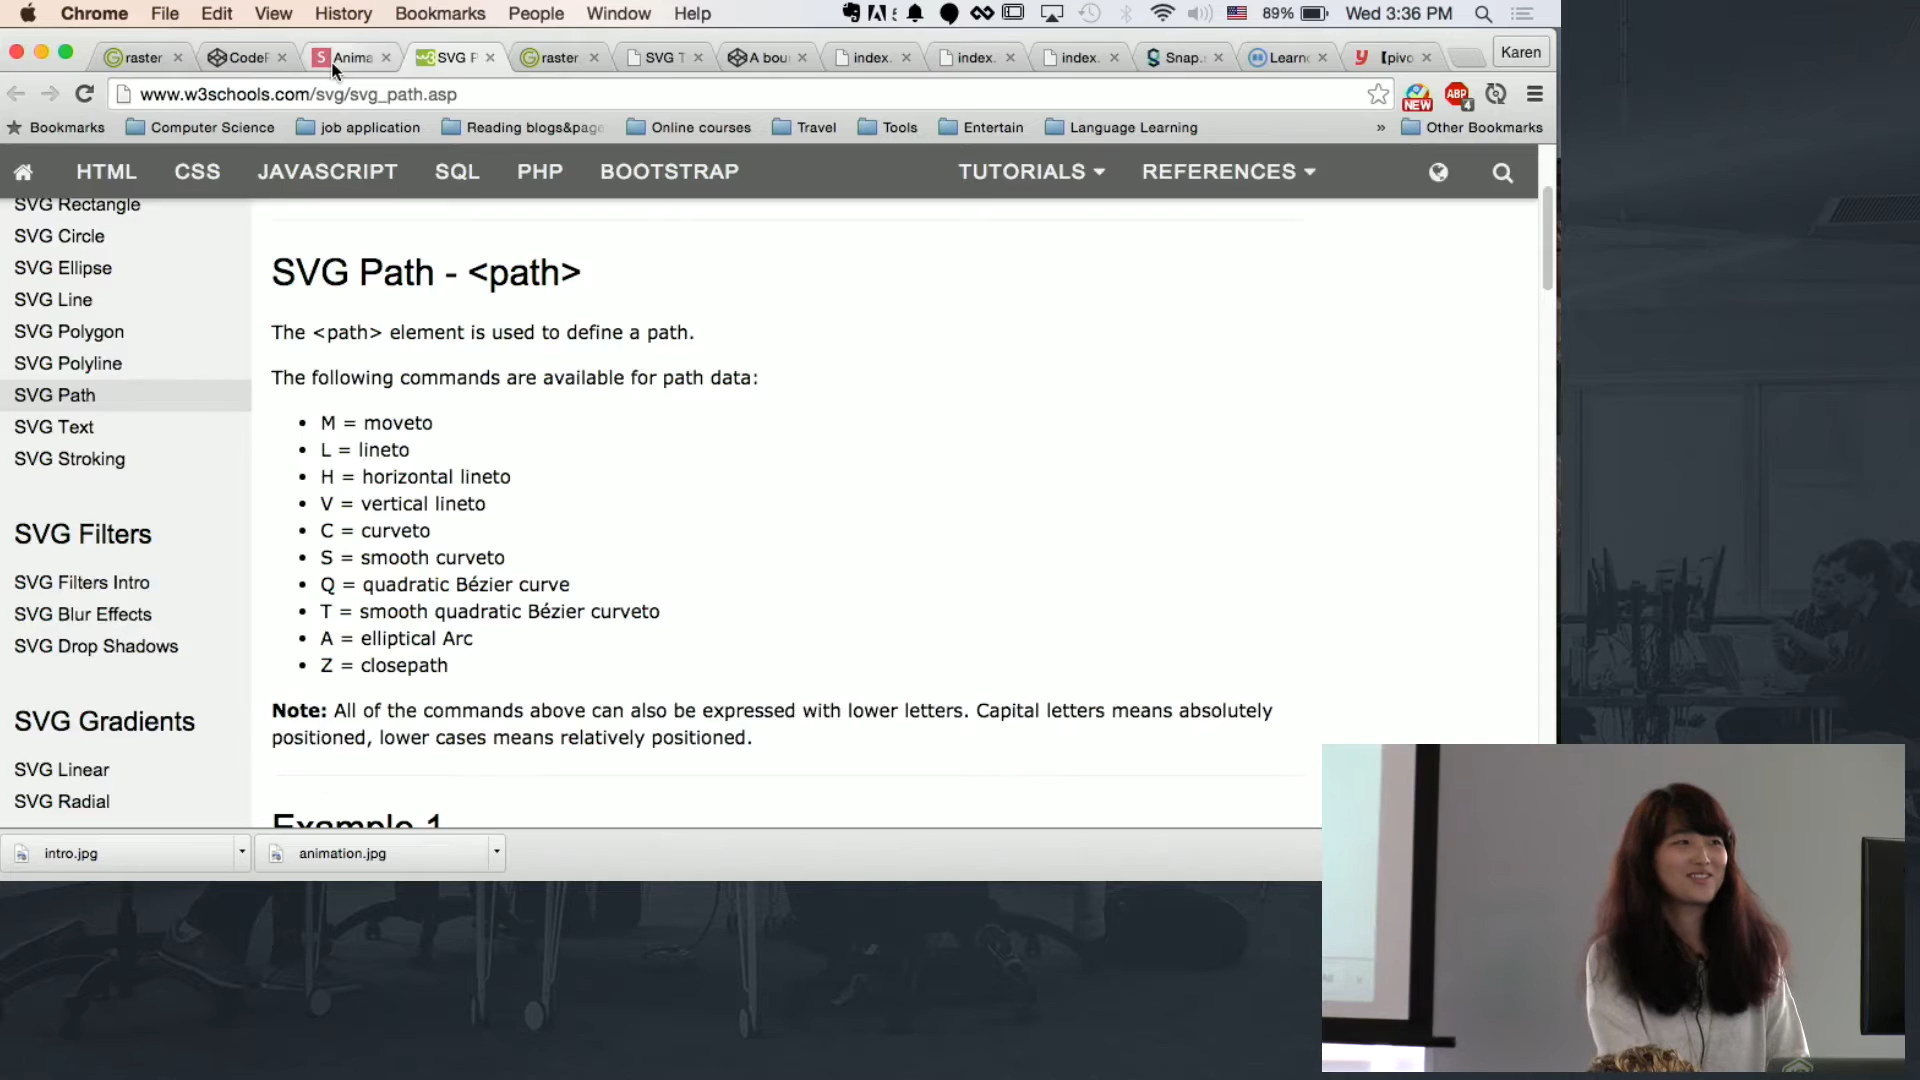 Chrome File Edit View History Bookmarks People Window Help 89% Wed 3:36 PM
raster CodeP Anima SVG P raster SVG T A bou index. index. index. Snap. Learn [pivo Karen
www.w3schools.com/svg/svg_path.asp NEW ABP 4
Bookmarks Computer Science job application Reading blogs&page Online courses Travel Tools Entertain Language Learning » Other Bookmarks
HTML CSS JAVASCRIPT SQL PHP BOOTSTRAP TUTORIALS REFERENCES
SVG Rectangle
SVG Circle
SVG Ellipse
SVG Line
SVG Polygon
SVG Polyline
SVG Path
SVG Text
SVG Stroking
SVG Filters
SVG Filters Intro
SVG Blur Effects
SVG Drop Shadows
SVG Gradients
SVG Linear
SVG Radial
SVG Path - <path>
The <path> element is used to define a path.
The following commands are available for path data:
• M = moveto
• L = lineto
• H = horizontal lineto
• V = vertical lineto
• C = curveto
• S = smooth curveto
• Q = quadratic Bézier curve
• T = smooth quadratic Bézier curveto
• A = elliptical Arc
• Z = closepath
Note: All of the commands above can also be expressed with lower letters. Capital letters means absolutely
positioned, lower cases means relatively positioned.
Example 1
intro.jpg animation.jpg